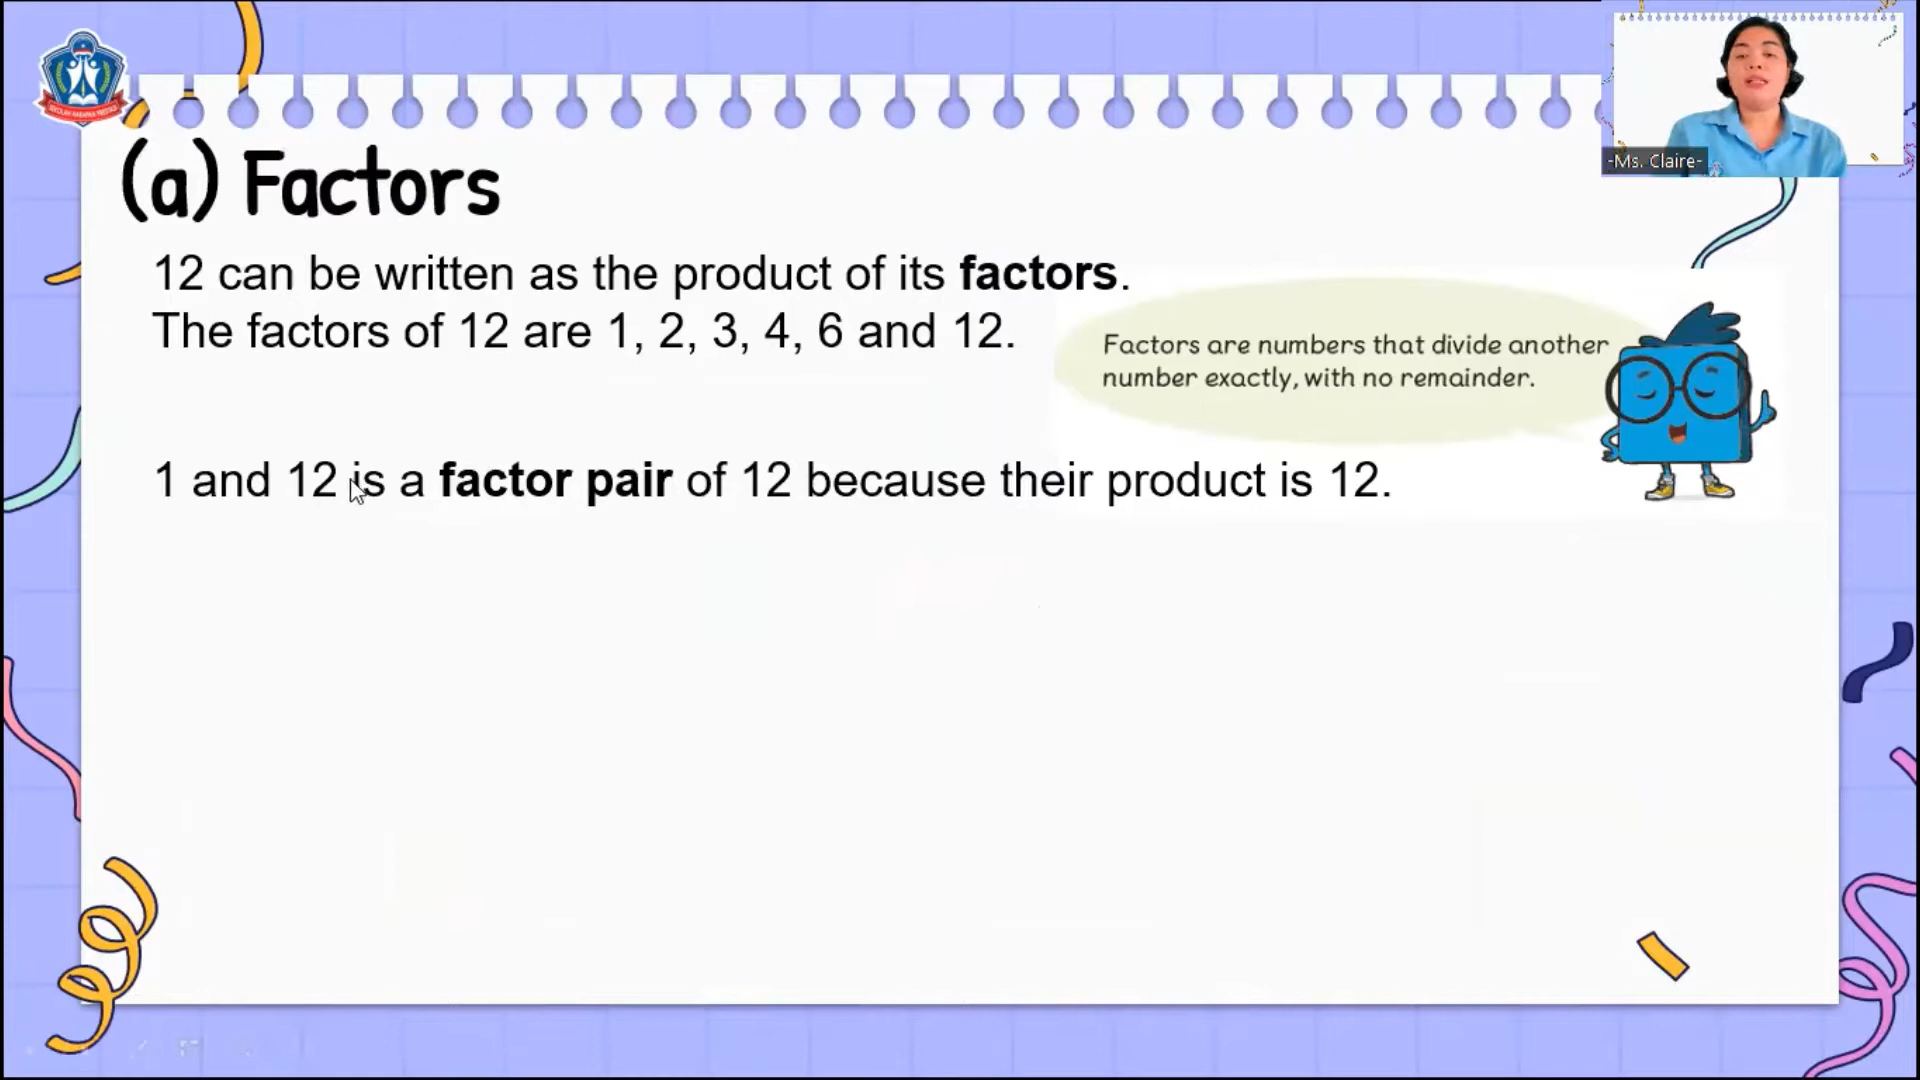 -Ms. Claire-
(a) Factors
12 can be written as the product of its factors.
The factors of 12 are 1, 2, 3, 4, 6 and 12.
Factors are numbers that divide another
number exactly, with no remainder.
1 and 12 is a factor pair of 12 because their product is 12.